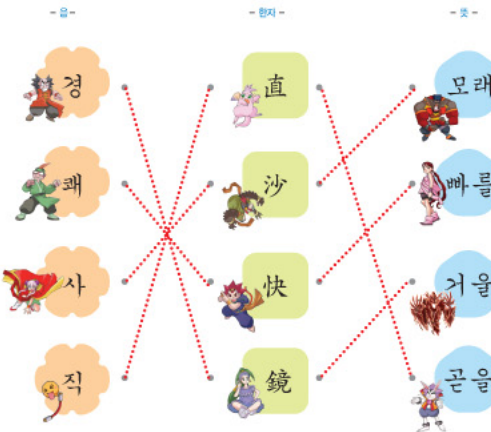 - 음 - - 한자 - - 뜻 -
경 直 모래
쾌 沙 빠를
사 快 거울
직 鏡 곧을